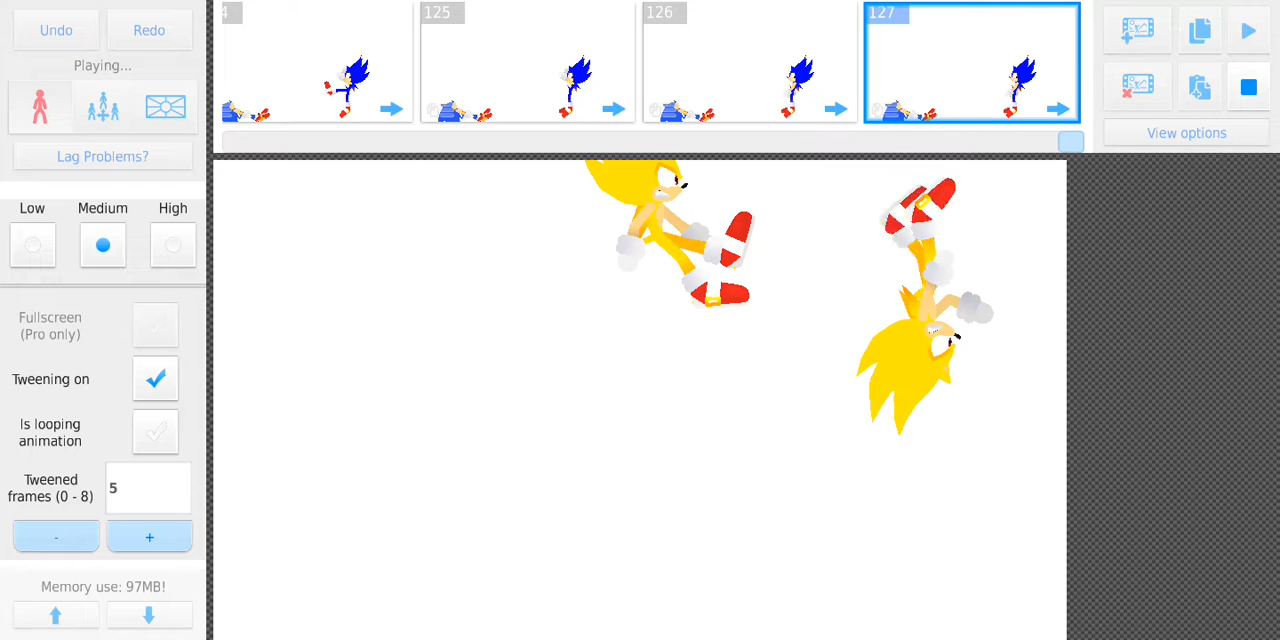 Undo
Redo
Playing...
Lag Problems?
Low
Medium
High
Fullscreen
(Pro only)
Tweening on
Is looping
animation
Tweened
frames (0 - 8)
5
-
+
Memory use: 97MB!
4
125
126
127
View options